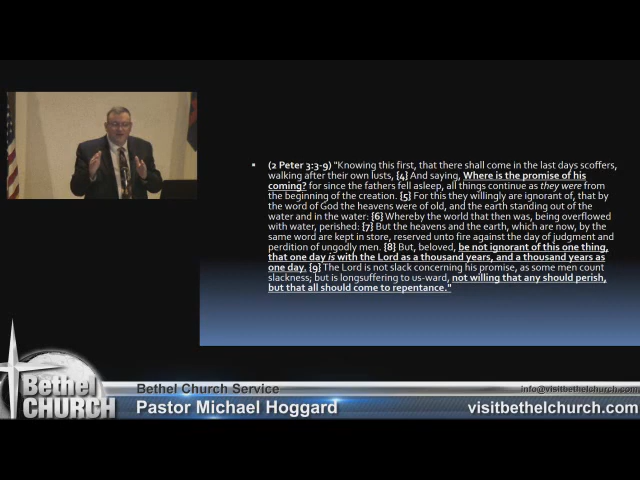 (2 Peter 3:3-9) "Knowing this first, that there shall come in the last days scoffers,
walking after their own lusts, {4} And saying, Where is the promise of his
coming? for since the fathers fell asleep, all things continue as they were from
the beginning of the creation. {5} For this they willingly are ignorant of, that by
the word of God the heavens were of old, and the earth standing out of the
water and in the water: {6} Whereby the world that then was, being overflowed
with water, perished: {7} But the heavens and the earth, which are now, by the
same word are kept in store, reserved unto fire against the day of judgment and
perdition of ungodly men. {8} But, beloved, be not ignorant of this one thing,
that one day is with the Lord as a thousand years, and a thousand years as
one day. {9} The Lord is not slack concerning his promise, as some men count
slackness; but is longsuffering to us-ward, not willing that any should perish,
but that all should come to repentance."
Bethel
CHURCH
Bethel Church Service
info@visitbethelchurch.com
Pastor Michael Hoggard
visitbethelchurch.com